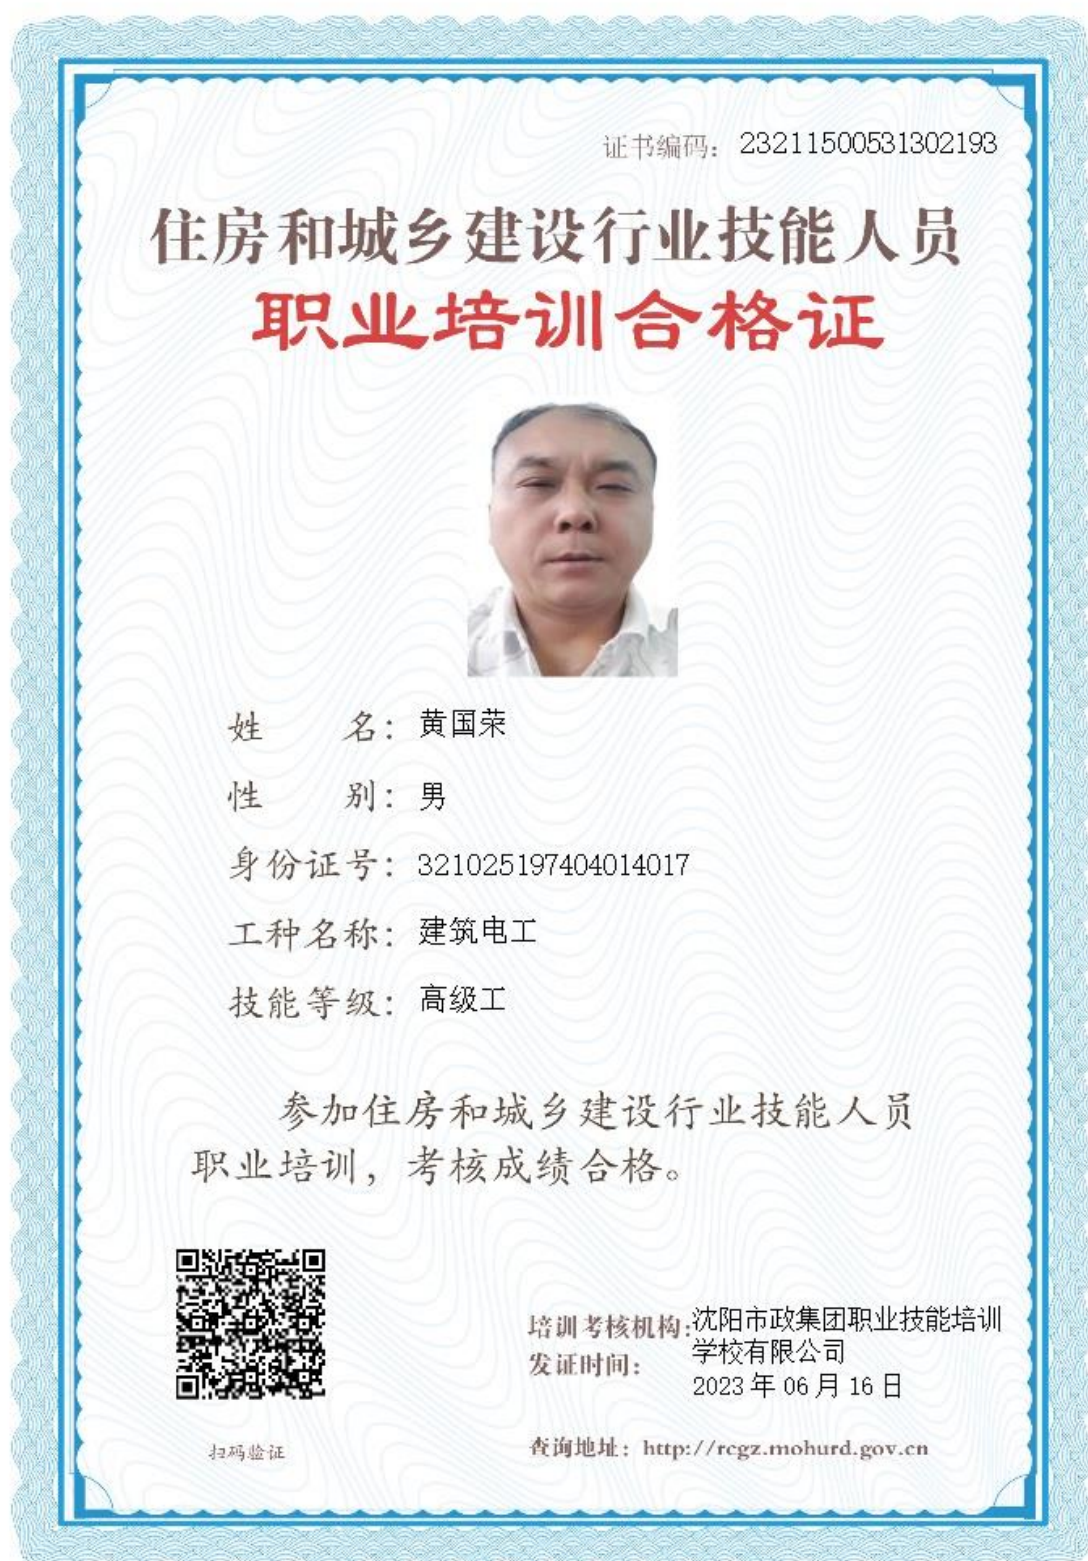 证书编码：23211500531302193
住房和城乡建设行业技能人员
职业培训合格证
姓 名：黄国荣
性 别：男
身份证号：321025197404014017
工种名称：建筑电工
技能等级：高级工
参加住房和城乡建设行业技能人员
职业培训，考核成绩合格。
培训考核机构:沈阳市政集团职业技能培训
学校有限公司
发证时间：
2023 年 06 月 16 日
扫码验证
查询地址：http://rcgz.mohurd.gov.cn